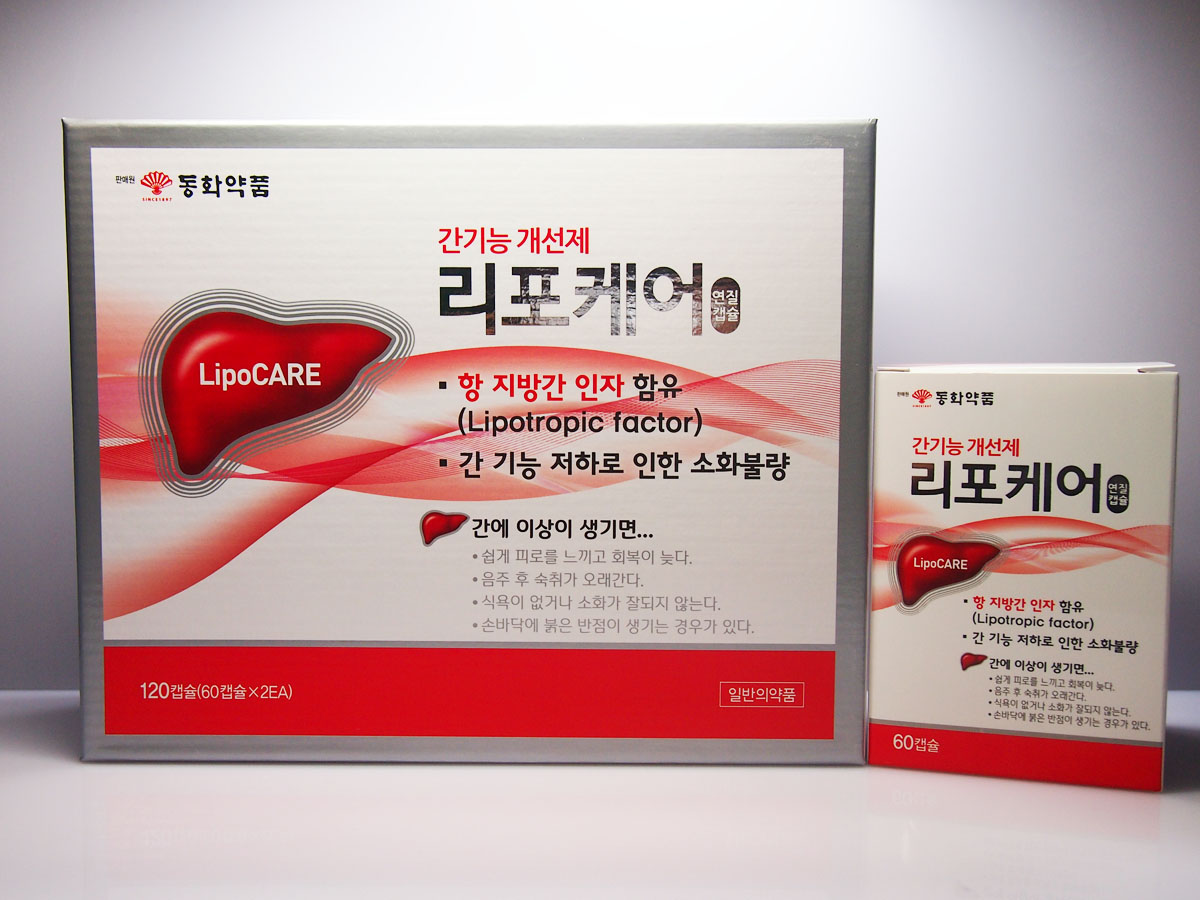 판매원 동화약품
SINCE 1897
간기능 개선제
리포케어 연질캡슐
LipoCARE
▪ 항 지방간 인자 함유
(Lipotropic factor)
▪ 간 기능 저하로 인한 소화불량
간에 이상이 생기면...
• 쉽게 피로를 느끼고 회복이 늦다.
• 음주 후 숙취가 오래간다.
• 식욕이 없거나 소화가 잘되지 않는다.
• 손바닥에 붉은 반점이 생기는 경우가 있다.
120캡슐(60캡슐×2EA)
일반의약품
판매원 동화약품
SINCE 1897
간기능 개선제
리포케어 연질캡슐
LipoCARE
▪ 항 지방간 인자 함유
(Lipotropic factor)
▪ 간 기능 저하로 인한 소화불량
간에 이상이 생기면...
• 쉽게 피로를 느끼고 회복이 늦다.
• 음주 후 숙취가 오래간다.
• 식욕이 없거나 소화가 잘되지 않는다.
• 손바닥에 붉은 반점이 생기는 경우가 있다.
60캡슐